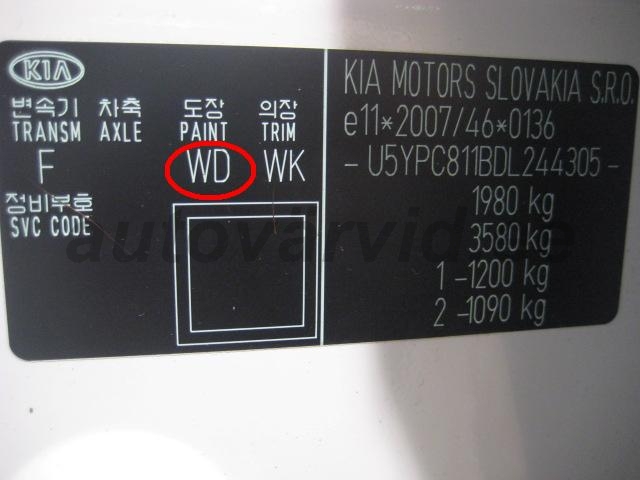 KIA
변속기 차축 도장 의장
TRANSM AXLE PAINT TRIM
F WD WK
정비부호
SVC CODE
KIA MOTORS SLOVAKIA S.R.O.
e11*2007/46*0136
- U5YPC811BDL244305 -
1980 kg
3580 kg
1 -1200 kg
2 -1090 kg